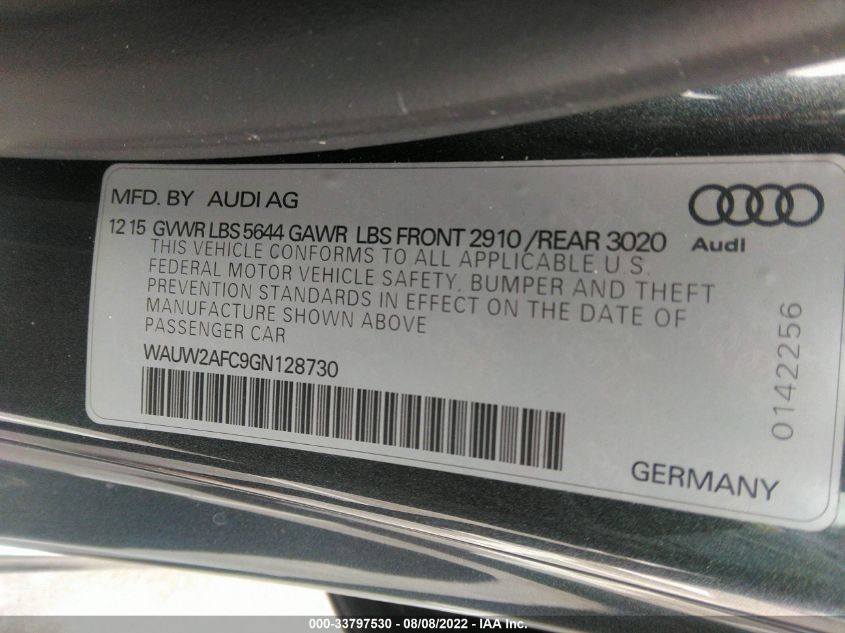 MFD. BY AUDI AG
Audi
12 15 GVWR LBS 5644 GAWR LBS FRONT 2910 / REAR 3020
THIS VEHICLE CONFORMS TO ALL APPLICABLE U.S.
FEDERAL MOTOR VEHICLE SAFETY, BUMPER AND THEFT
PREVENTION STANDARDS IN EFFECT ON THE DATE OF
MANUFACTURE SHOWN ABOVE
PASSENGER CAR
WAUW2AFC9GN128730
0142256
GERMANY
000-33797530 - 08/08/2022 - IAA Inc.